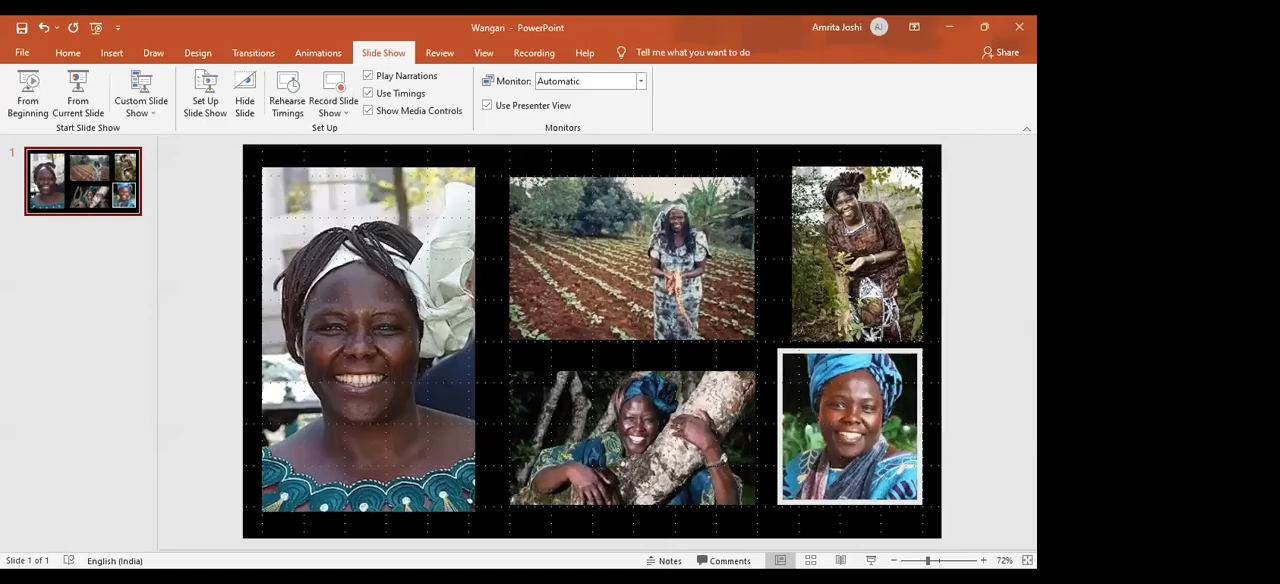 Wangari - PowerPoint
Amrita Joshi AJ
File Home Insert Draw Design Transitions Animations Slide Show Review View Recording Help Tell me what you want to do Share
From Beginning
From Current Slide
Custom Slide Show
Set Up Slide Show
Hide Slide
Rehearse Timings
Record Slide Show
Play Narrations
Use Timings
Show Media Controls
Monitor: Automatic
Use Presenter View
Start Slide Show
Set Up
Monitors
1
Slide 1 of 1 English (India) Notes Comments 72%